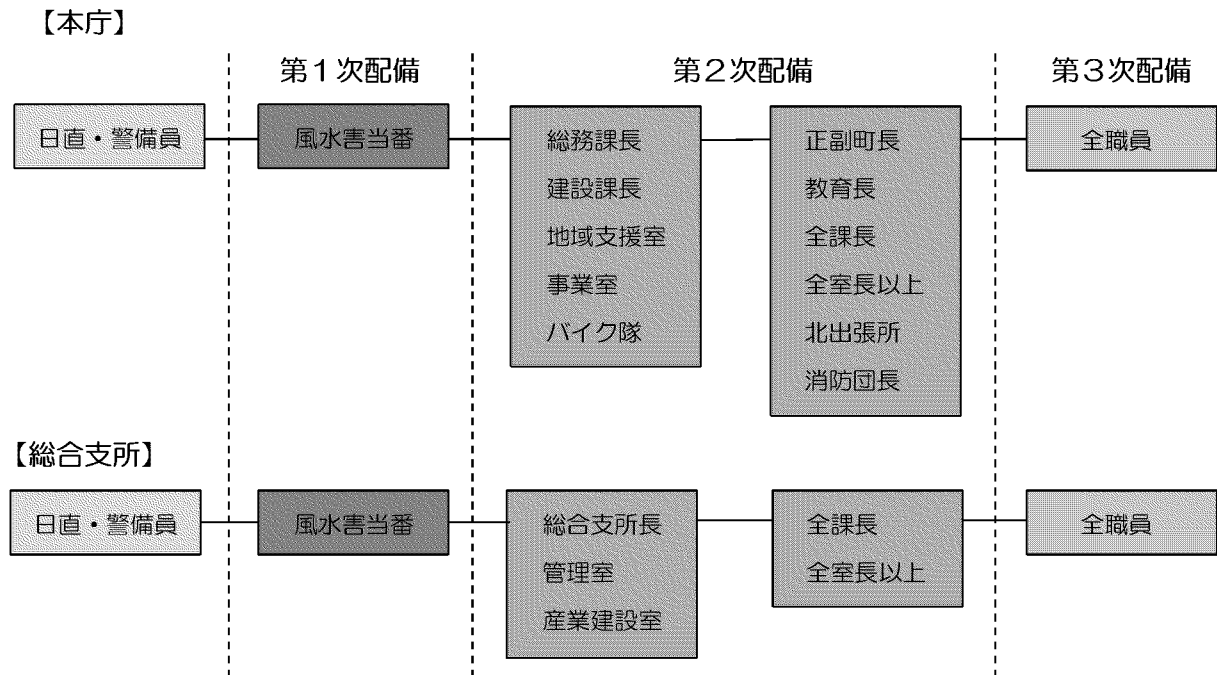 【本庁】
第1次配備
第2次配備
第3次配備
日直・警備員
風水害当番
総務課長
建設課長
地域支援室
事業室
バイク隊
正副町長
教育長
全課長
全室長以上
北出張所
消防団長
全職員
【総合支所】
日直・警備員
風水害当番
総合支所長
管理室
産業建設室
全課長
全室長以上
全職員